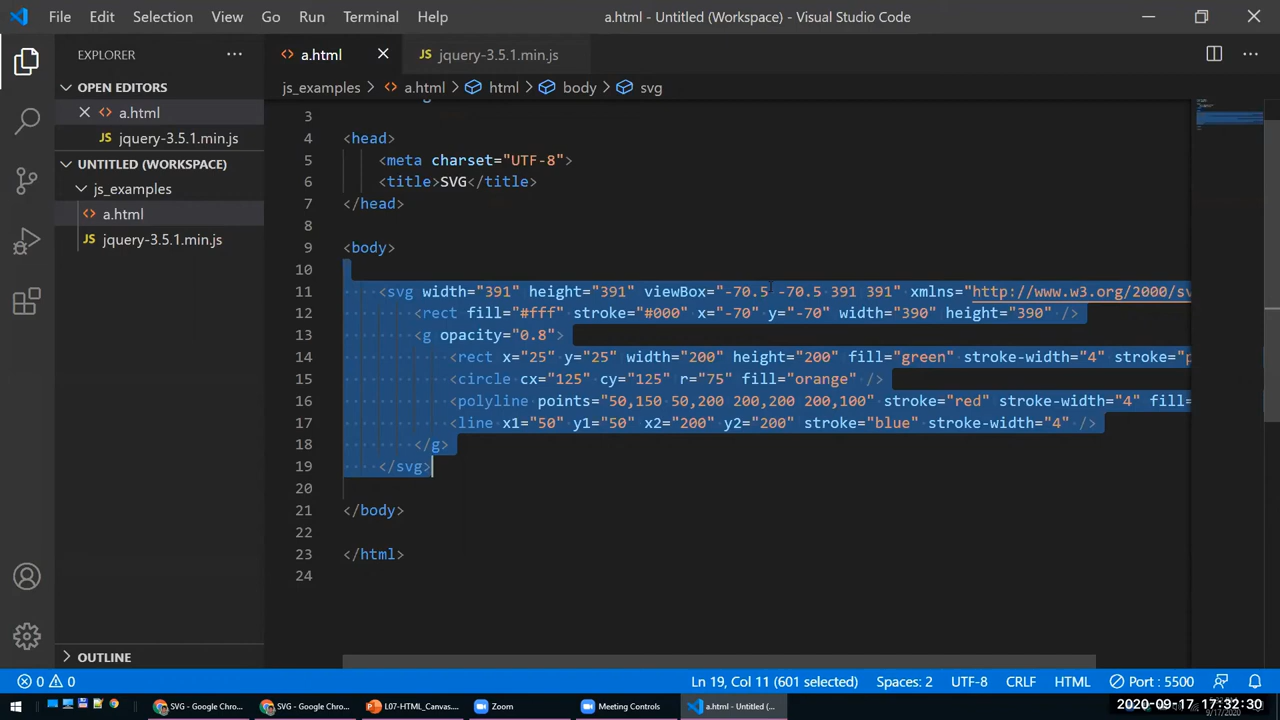 File Edit Selection View Go Run Terminal Help a.html - Untitled (Workspace) - Visual Studio Code
EXPLORER
a.html
JS jquery-3.5.1.min.js
OPEN EDITORS
a.html
JS jquery-3.5.1.min.js
UNTITLED (WORKSPACE)
js_examples
a.html
JS jquery-3.5.1.min.js
OUTLINE
js_examples > a.html > html > body > svg
3
4 <head>
5 <meta charset="UTF-8">
6 <title>SVG</title>
7 </head>
8
9 <body>
10
11 <svg width="391" height="391" viewBox="-70.5 -70.5 391 391" xmlns="http://www.w3.org/2000/sv
12 <rect fill="#fff" stroke="#000" x="-70" y="-70" width="390" height="390" />
13 <g opacity="0.8">
14 <rect x="25" y="25" width="200" height="200" fill="green" stroke-width="4" stroke="p
15 <circle cx="125" cy="125" r="75" fill="orange" />
16 <polyline points="50,150 50,200 200,200 200,100" stroke="red" stroke-width="4" fill=
17 <line x1="50" y1="50" x2="200" y2="200" stroke="blue" stroke-width="4" />
18 </g>
19 </svg>
20
21 </body>
22
23 </html>
24
0 0 Ln 19, Col 11 (601 selected) Spaces: 2 UTF-8 CRLF HTML Port : 5500
SVG - Google Chro... SVG - Google Chro... L07-HTML_Canvas.... Zoom Meeting Controls a.html - Untitled (... 2020-09-17 17:32:30
9/17/2020